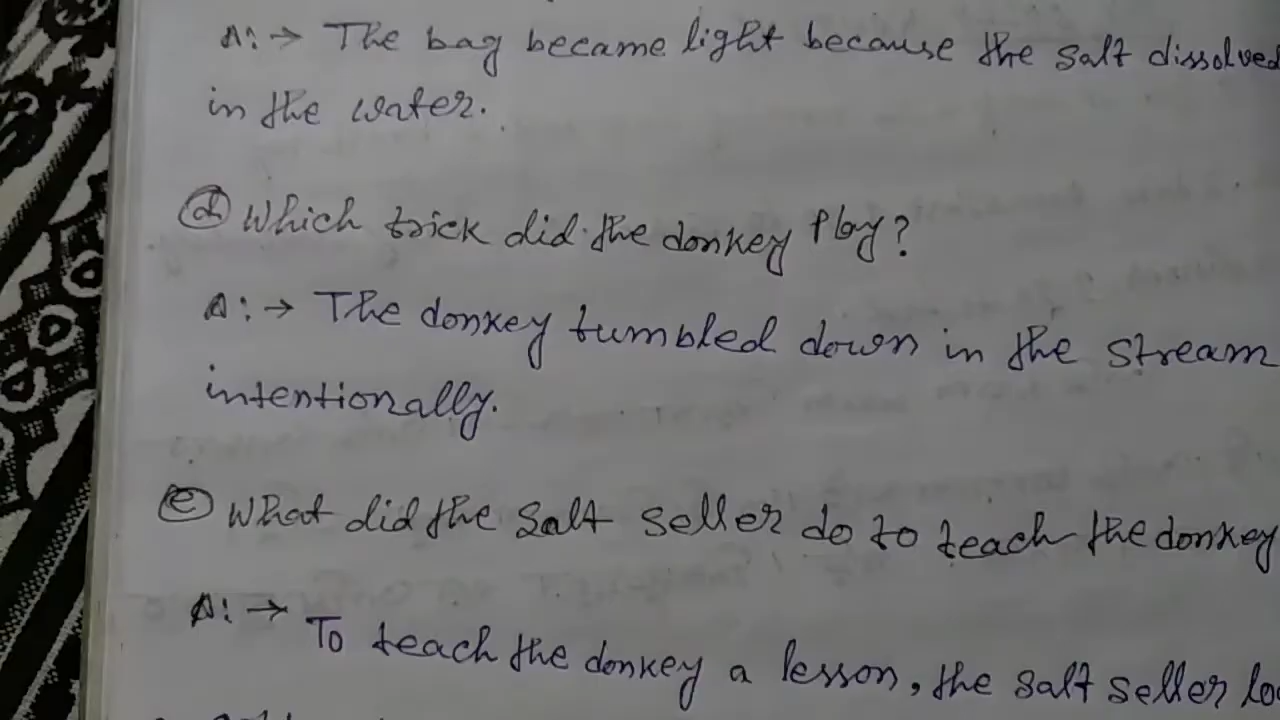 A:→ The bag became light because the salt dissolved
in the water.
ⓓ Which trick did the donkey play?
A:→ The donkey tumbled down in the stream
intentionally.
ⓔ What did the salt seller do to teach the donkey
A:→ To teach the donkey a lesson, the salt seller